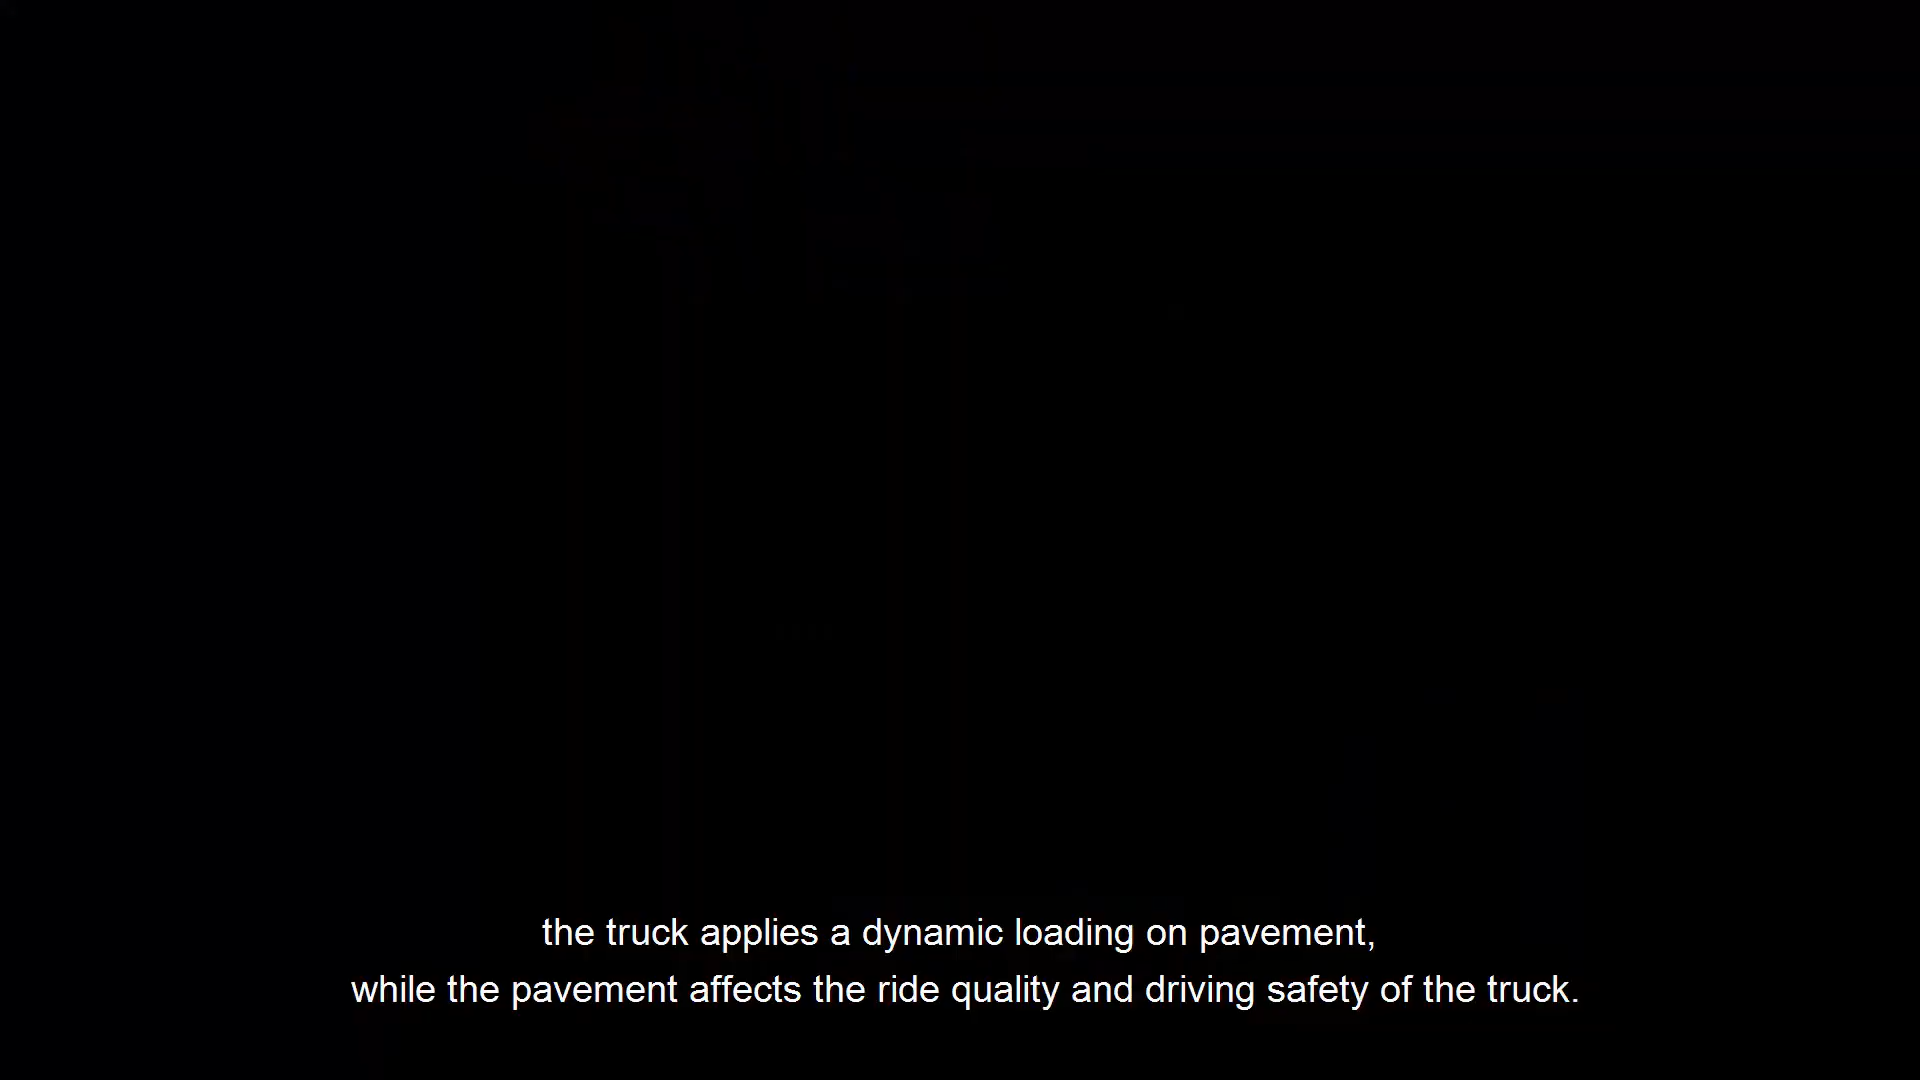 the truck applies a dynamic loading on pavement,
while the pavement affects the ride quality and driving safety of the truck.